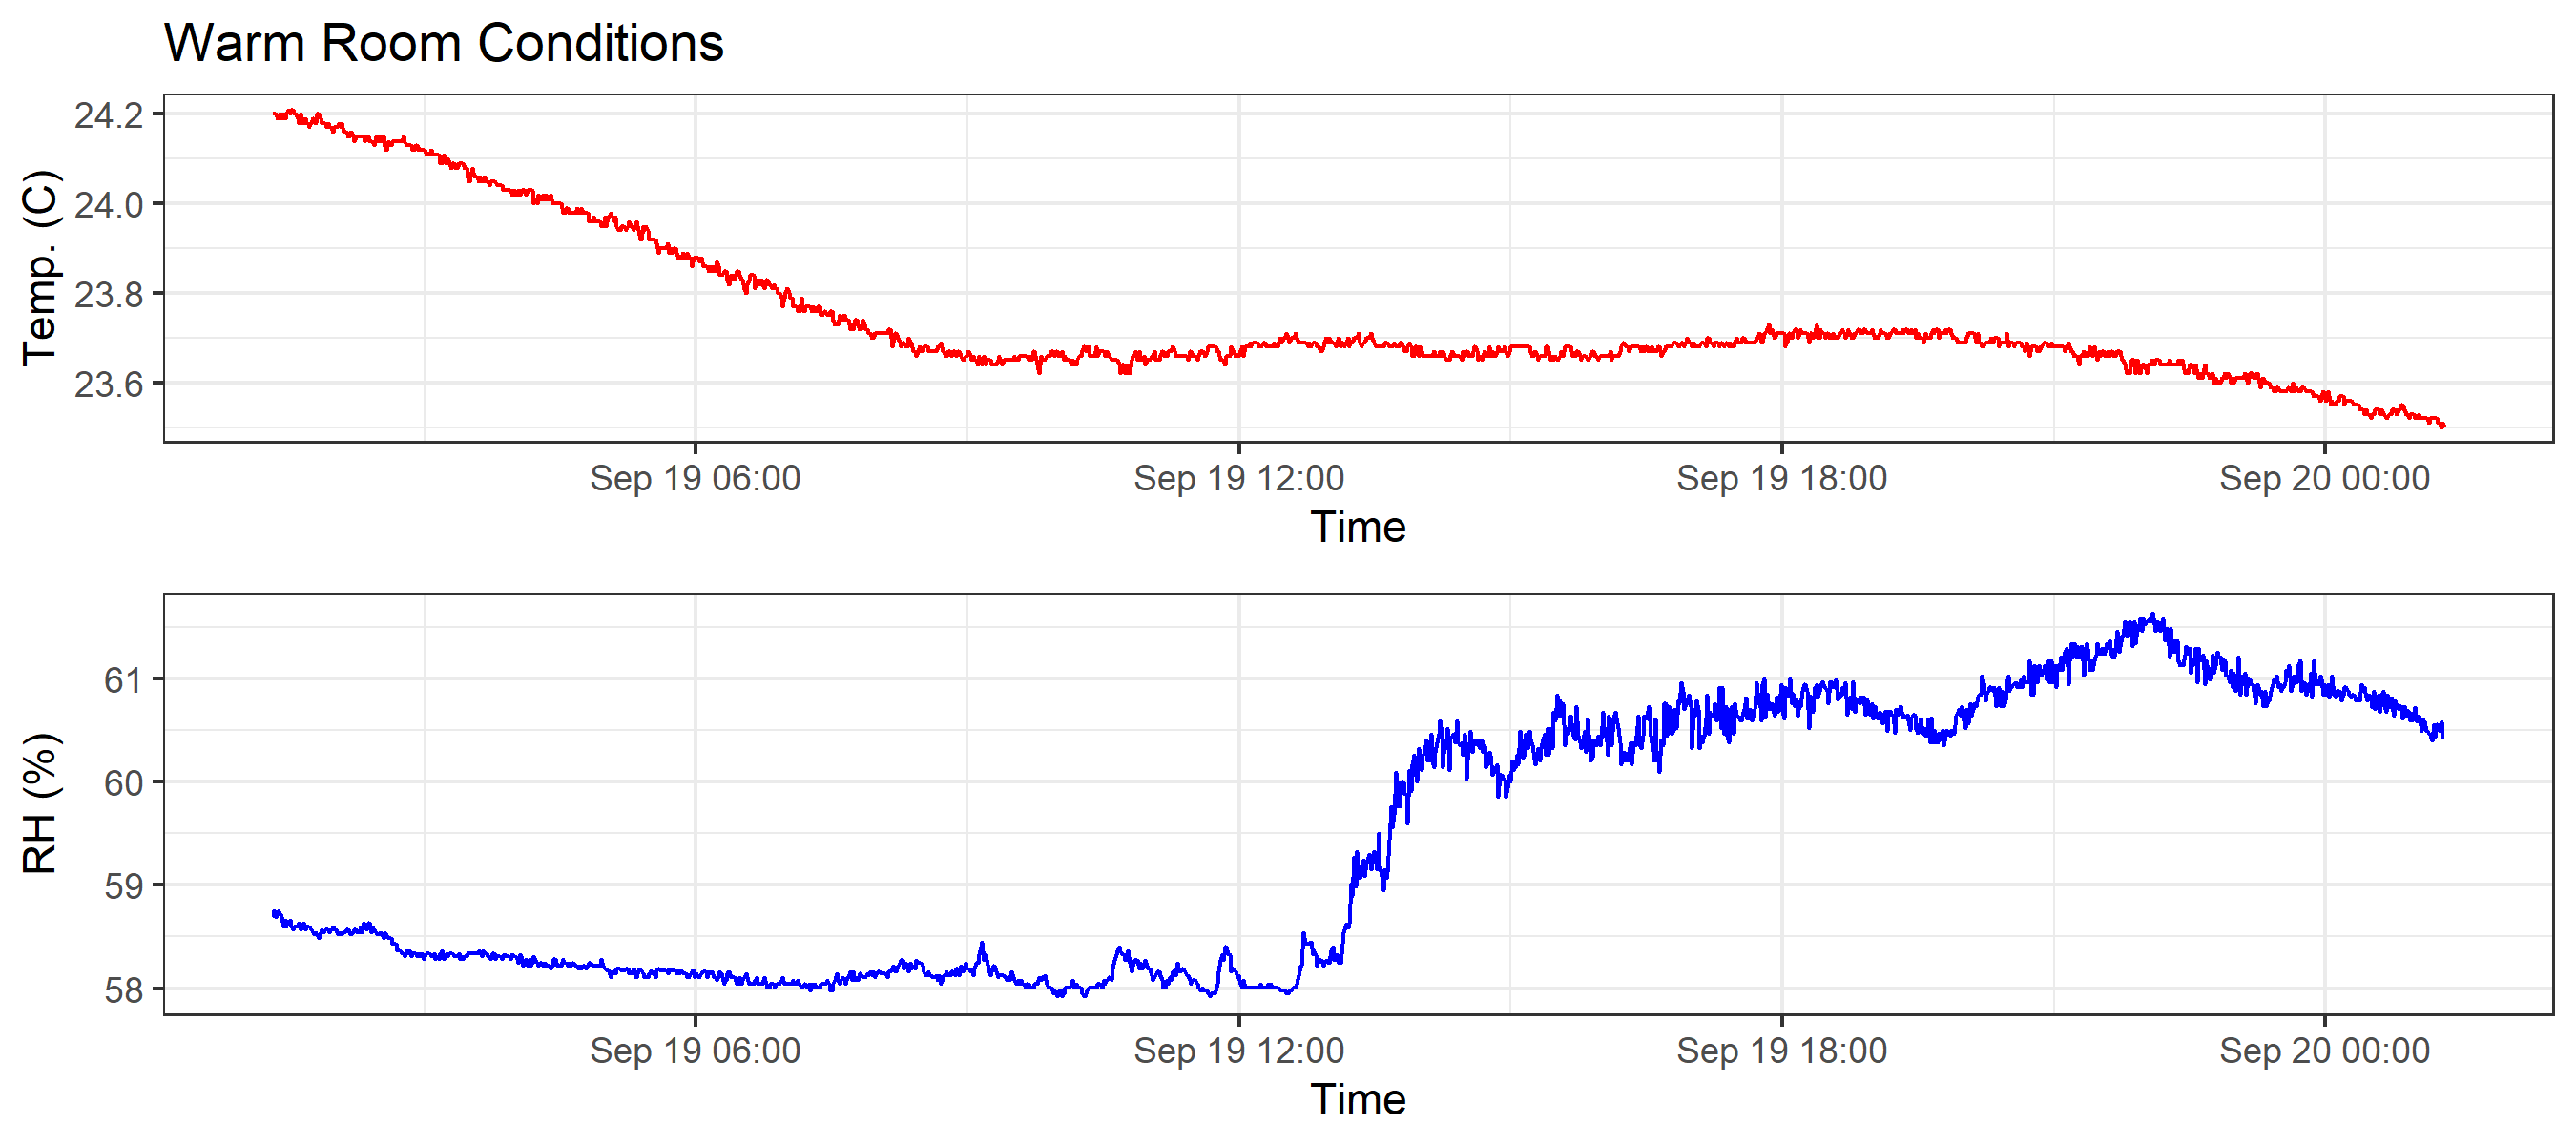 Warm Room Conditions
Temp. (C)
24.2
24.0
23.8
23.6
Sep 19 06:00 Sep 19 12:00 Sep 19 18:00 Sep 20 00:00
Time
RH (%)
61
60
59
58
Sep 19 06:00 Sep 19 12:00 Sep 19 18:00 Sep 20 00:00
Time